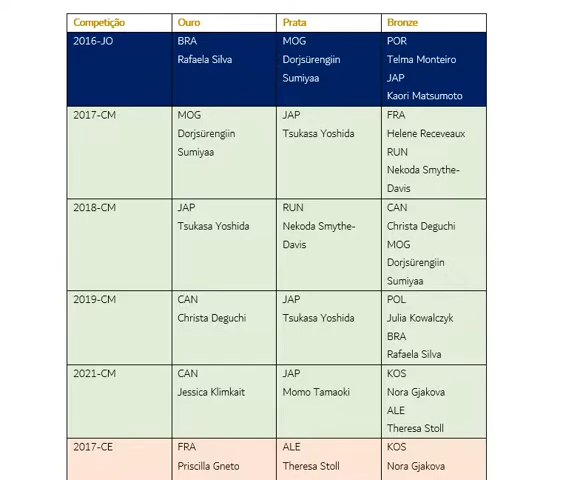 Competição Ouro Prata Bronze
2016-JO BRA MOG POR
Rafaela Silva Dorjsürengiin Telma Monteiro
Sumiyaa JAP
Kaori Matsumoto
2017-CM MOG JAP FRA
Dorjsürengiin Tsukasa Yoshida Helene Receveaux
Sumiyaa RUN
Nekoda Smythe-
Davis
2018-CM JAP RUN CAN
Tsukasa Yoshida Nekoda Smythe- Christa Deguchi
Davis MOG
Dorjsürengiin
Sumiyaa
2019-CM CAN JAP POL
Christa Deguchi Tsukasa Yoshida Julia Kowalczyk
BRA
Rafaela Silva
2021-CM CAN JAP KOS
Jessica Klimkait Momo Tamaoki Nora Gjakova
ALE
Theresa Stoll
2017-CE FRA ALE KOS
Priscilla Gneto Theresa Stoll Nora Gjakova